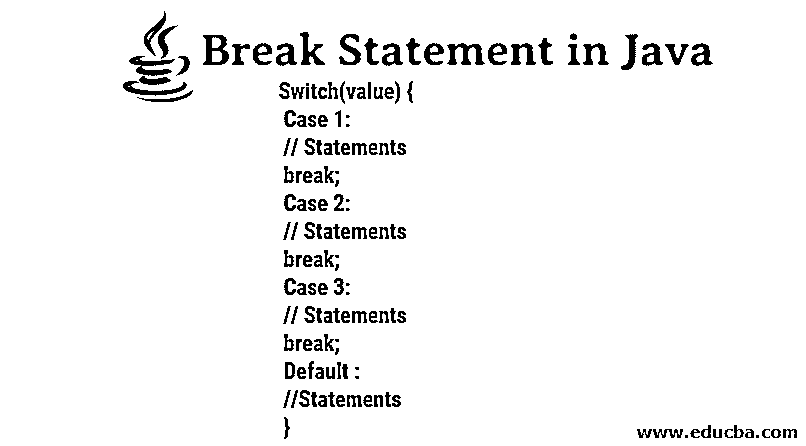 Break Statement in Java
Switch(value) {
Case 1:
// Statements
break;
Case 2:
// Statements
break;
Case 3:
// Statements
break;
Default :
//Statements
}
www.educba.com